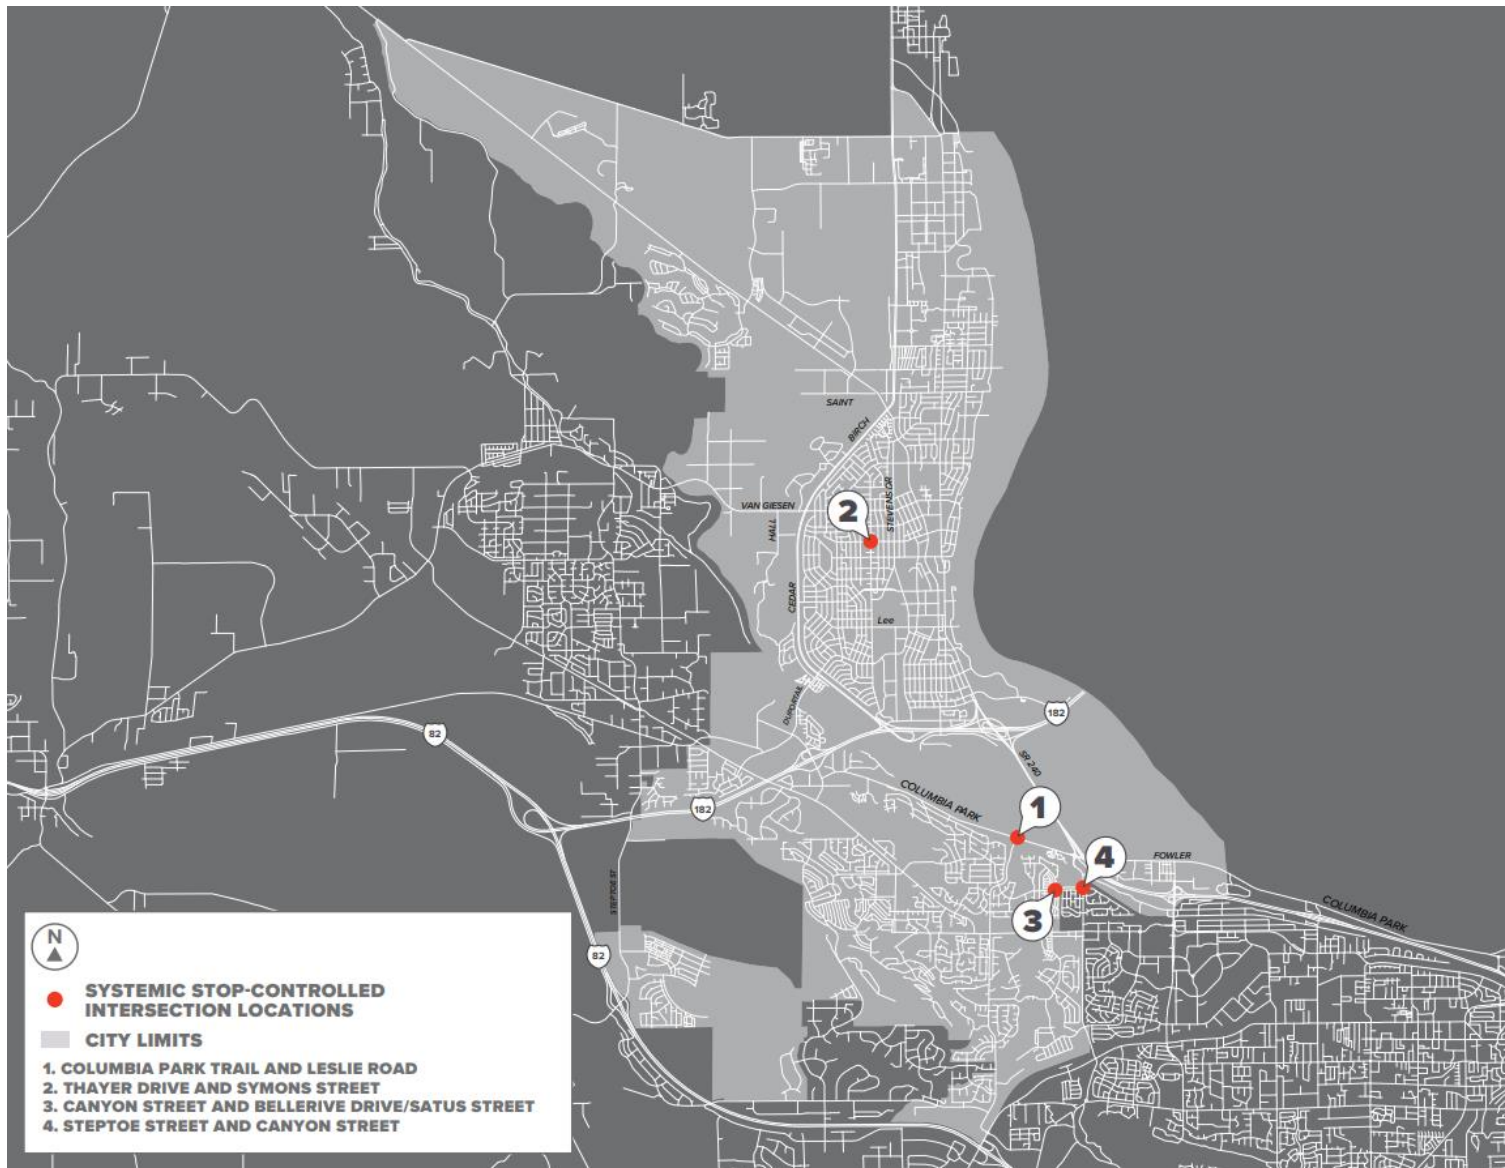 SAINT
BIRCH
VAN GIESEN
HALL
STEVENS DR
2
CEDAR
Lee
DUPORTAIL
182
82
SR 240
COLUMBIA PARK
182
1
4
FOWLER
STEPTOE ST
3
COLUMBIA PARK
82
N
SYSTEMIC STOP-CONTROLLED
INTERSECTION LOCATIONS
CITY LIMITS
1. COLUMBIA PARK TRAIL AND LESLIE ROAD
2. THAYER DRIVE AND SYMONS STREET
3. CANYON STREET AND BELLERIVE DRIVE/SATUS STREET
4. STEPTOE STREET AND CANYON STREET